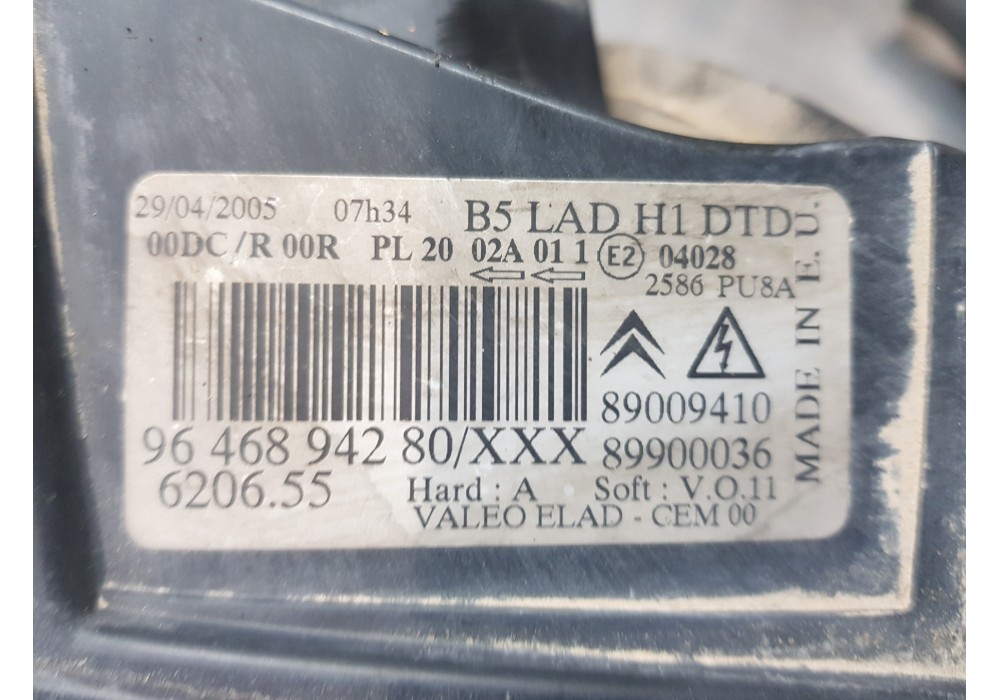 29/04/2005 07h34 B5 LAD H1 DTD
00DC/R 00R PL 20 02A 01 1 E2 04028
2586 PU8A
MADE IN E.U.
89009410
96 468 942 80/XXX 89900036
6206.55 Hard : A Soft : V.O.11
VALEO ELAD - CEM 00